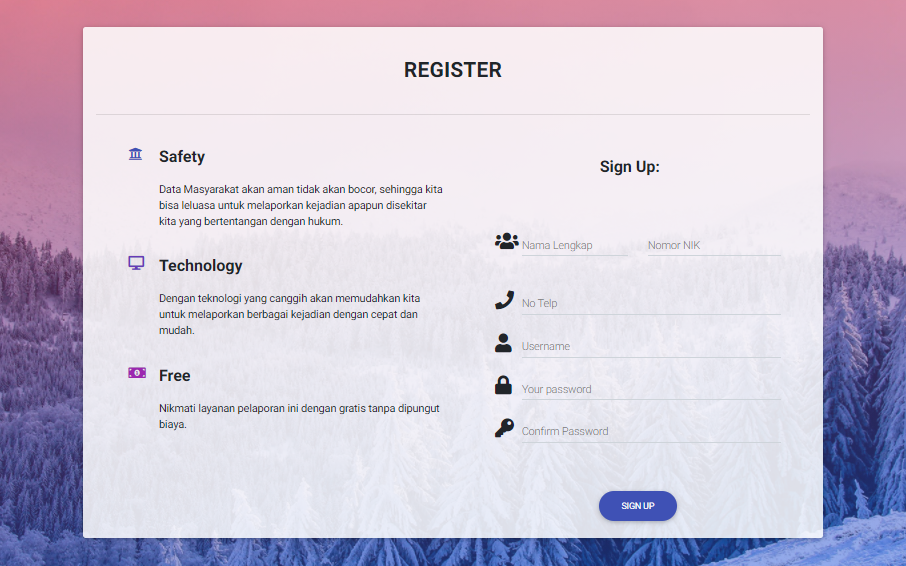 REGISTER
Safety
Data Masyarakat akan aman tidak akan bocor, sehingga kita
bisa leluasa untuk melaporkan kejadian apapun disekitar
kita yang bertentangan dengan hukum.
Technology
Dengan teknologi yang canggih akan memudahkan kita
untuk melaporkan berbagai kejadian dengan cepat dan
mudah.
Free
Nikmati layanan pelaporan ini dengan gratis tanpa dipungut
biaya.
Sign Up:
Nama Lengkap Nomor NIK
No Telp
Username
Your password
Confirm Password
SIGN UP